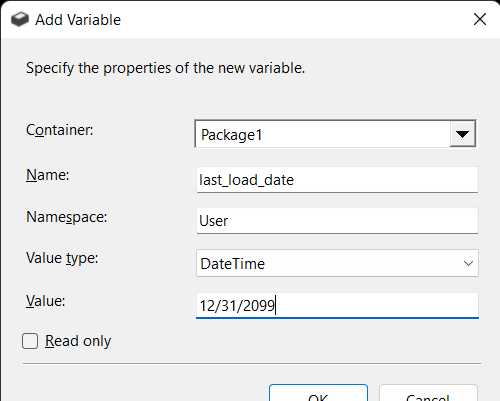 Add Variable
Specify the properties of the new variable.
Container: Package1
Name: last_load_date
Namespace: User
Value type: DateTime
Value: 12/31/2099
Read only
OK Cancel